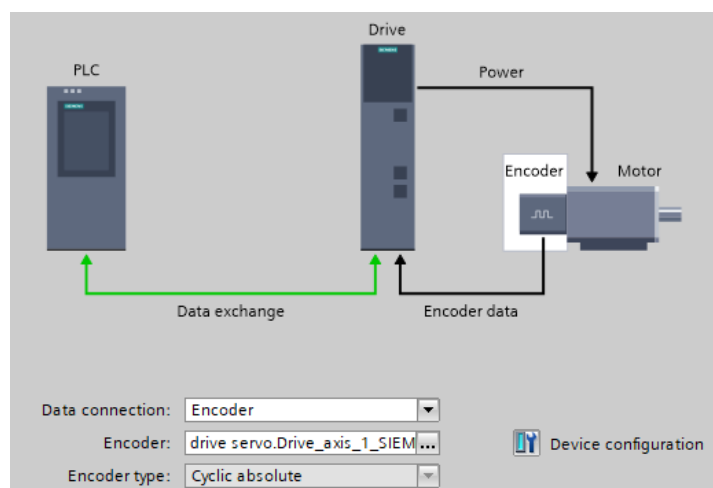 Drive
PLC
Power
Encoder
Motor
Data exchange
Encoder data
Data connection:
Encoder
Encoder:
drive servo.Drive_axis_1_SIEM
...
Device configuration
Encoder type:
Cyclic absolute